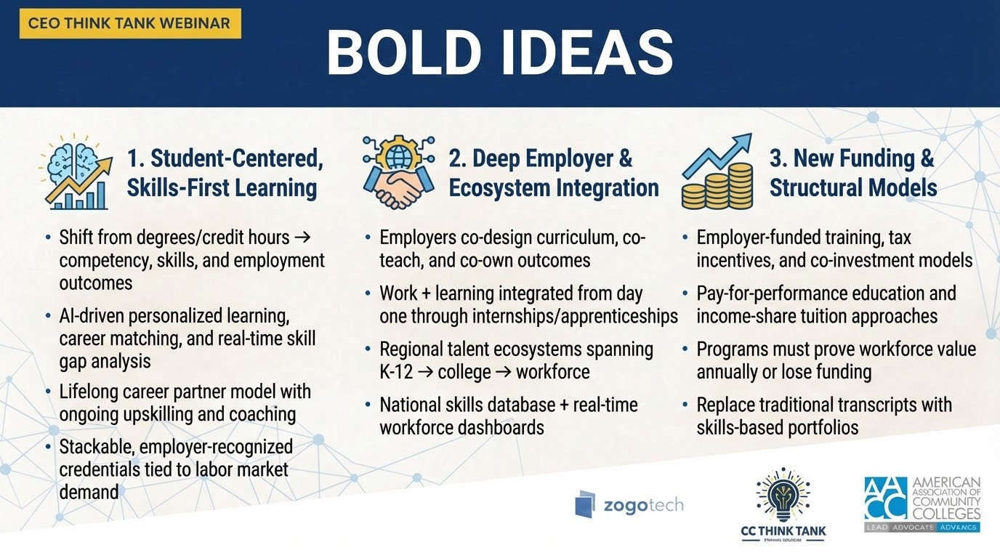 CEO THINK TANK WEBINAR
BOLD IDEAS
1. Student-Centered,
Skills-First Learning
• Shift from degrees/credit hours →
competency, skills, and employment
outcomes
• AI-driven personalized learning,
career matching, and real-time skill
gap analysis
• Lifelong career partner model with
ongoing upskilling and coaching
• Stackable, employer-recognized
credentials tied to labor market
demand
2. Deep Employer &
Ecosystem Integration
• Employers co-design curriculum, co-
teach, and co-own outcomes
• Work + learning integrated from day
one through internships/apprenticeships
• Regional talent ecosystems spanning
K-12 → college → workforce
• National skills database + real-time
workforce dashboards
3. New Funding &
Structural Models
• Employer-funded training, tax
incentives, and co-investment models
• Pay-for-performance education and
income-share tuition approaches
• Programs must prove workforce value
annually or lose funding
• Replace traditional transcripts with
skills-based portfolios
zogotech
CC THINK TANK
AACC
AMERICAN
ASSOCIATION OF
COMMUNITY
COLLEGES
LEAD ADVOCATE ADVANCE